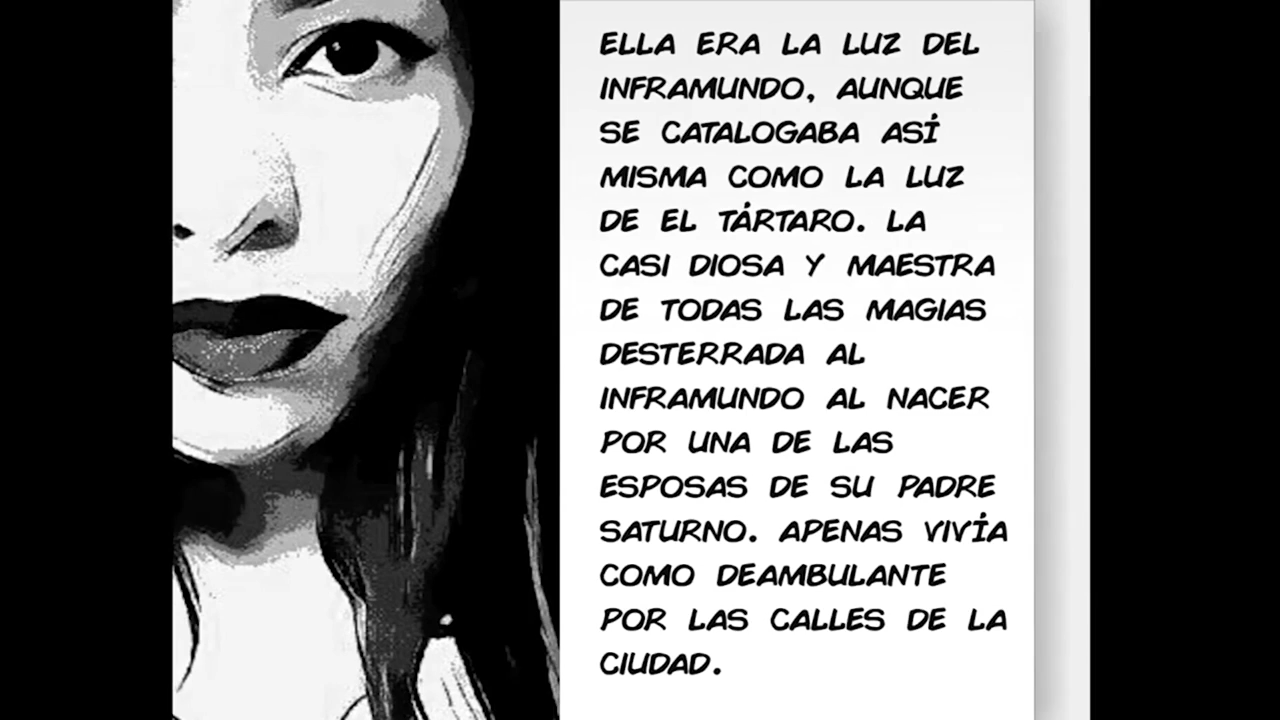 ELLA ERA LA LUZ DEL
INFRAMUNDO, AUNQUE
SE CATALOGABA ASÍ
MISMA COMO LA LUZ
DE EL TÁRTARO. LA
CASI DIOSA Y MAESTRA
DE TODAS LAS MAGIAS
DESTERRADA AL
INFRAMUNDO AL NACER
POR UNA DE LAS
ESPOSAS DE SU PADRE
SATURNO. APENAS VIVÍA
COMO DEAMBULANTE
POR LAS CALLES DE LA
CIUDAD.